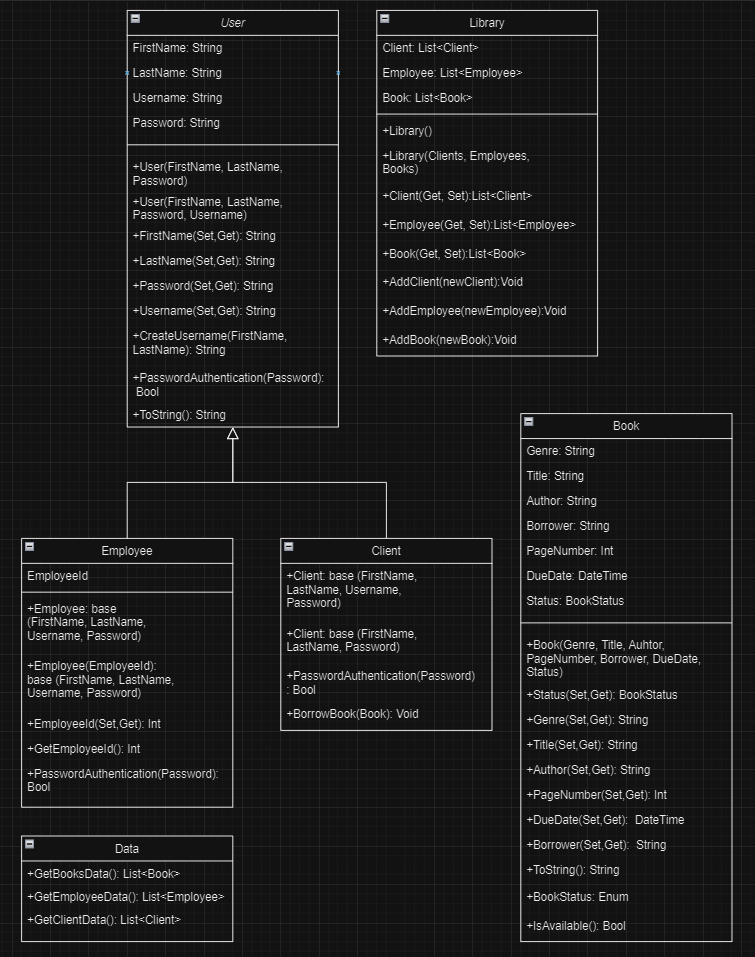 User
FirstName: String
LastName: String
Username: String
Password: String
+User(FirstName, LastName,
Password)
+User(FirstName, LastName,
Password, Username)
+FirstName(Set,Get): String
+LastName(Set,Get): String
+Password(Set,Get): String
+Username(Set,Get): String
+CreateUsername(FirstName,
LastName): String
+PasswordAuthentication(Password):
Bool
+ToString(): String
Library
Client: List<Client>
Employee: List<Employee>
Book: List<Book>
+Library()
+Library(Clients, Employees,
Books)
+Client(Get, Set):List<Client>
+Employee(Get, Set):List<Employee>
+Book(Get, Set):List<Book>
+AddClient(newClient):Void
+AddEmployee(newEmployee):Void
+AddBook(newBook):Void
Employee
EmployeeId
+Employee: base
(FirstName, LastName,
Username, Password)
+Employee(EmployeeId):
base (FirstName, LastName,
Username, Password)
+EmployeeId(Set,Get): Int
+GetEmployeeId(): Int
+PasswordAuthentication(Password):
Bool
Client
+Client: base (FirstName,
LastName, Username,
Password)
+Client: base (FirstName,
LastName, Password)
+PasswordAuthentication(Password)
: Bool
+BorrowBook(Book): Void
Book
Genre: String
Title: String
Author: String
Borrower: String
PageNumber: Int
DueDate: DateTime
Status: BookStatus
+Book(Genre, Title, Auhtor,
PageNumber, Borrower, DueDate,
Status)
+Status(Set,Get): BookStatus
+Genre(Set,Get): String
+Title(Set,Get): String
+Author(Set,Get): String
+PageNumber(Set,Get): Int
+DueDate(Set,Get): DateTime
+Borrower(Set,Get): String
+ToString(): String
+BookStatus: Enum
+IsAvailable(): Bool
Data
+GetBooksData(): List<Book>
+GetEmployeeData(): List<Employee>
+GetClientData(): List<Client>